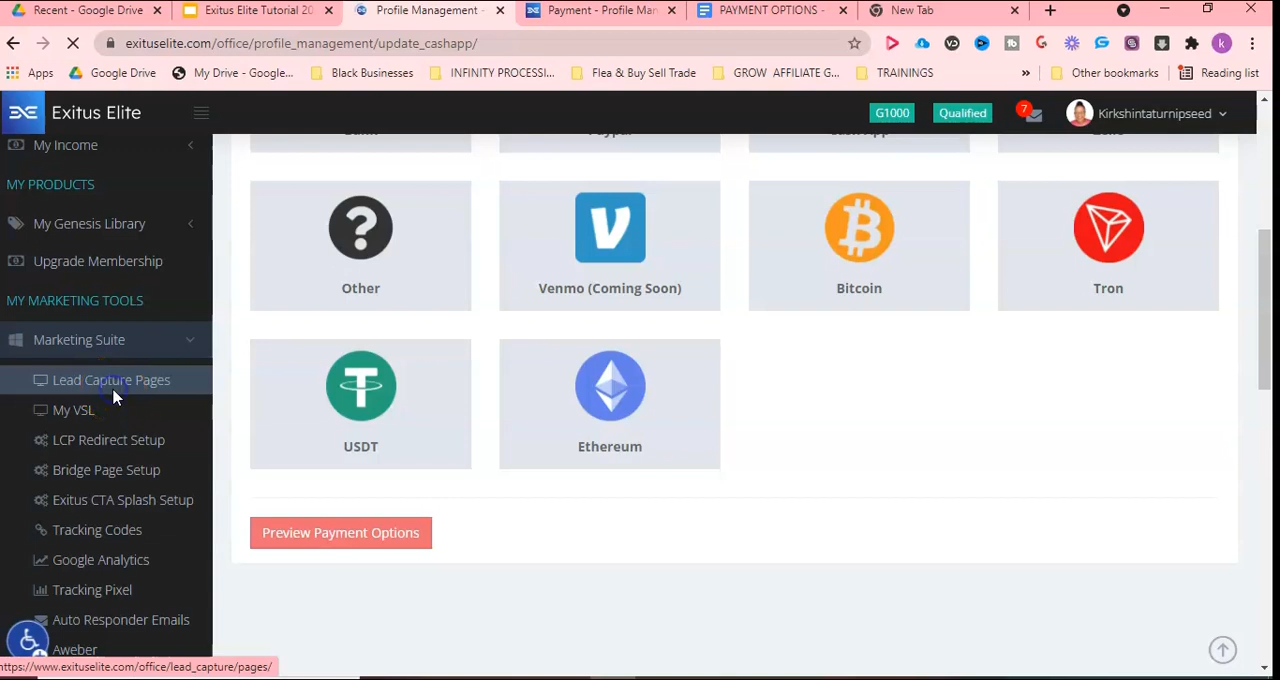 Recent - Google Drive
Exitus Elite Tutorial 20
Profile Management -
Payment - Profile Ma
PAYMENT OPTIONS -
New Tab
exituselite.com/office/profile_management/update_cashapp/
Apps
Google Drive
My Drive - Google...
Black Businesses
INFINITY PROCESSI...
Flea & Buy Sell Trade
GROW AFFILIATE G...
TRAININGS
Other bookmarks
Reading list
Exitus Elite
G1000
Qualified
7
Kirkshintaturnipseed
My Income
MY PRODUCTS
My Genesis Library
Upgrade Membership
MY MARKETING TOOLS
Marketing Suite
Lead Capture Pages
My VSL
LCP Redirect Setup
Bridge Page Setup
Exitus CTA Splash Setup
Tracking Codes
Google Analytics
Tracking Pixel
Auto Responder Emails
Aweber
https://www.exituselite.com/office/lead_capture/pages/
Other
Venmo (Coming Soon)
Bitcoin
Tron
USDT
Ethereum
Preview Payment Options